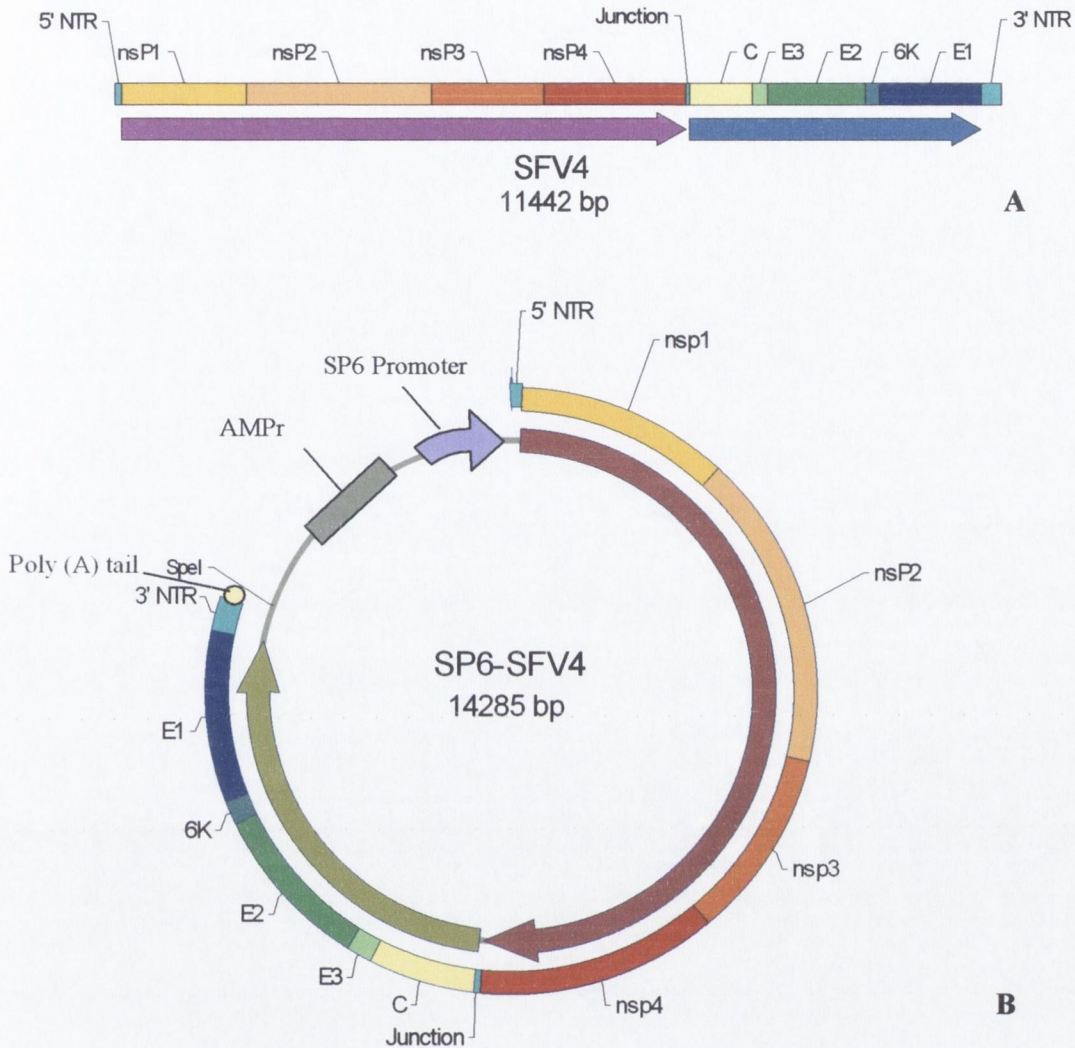 5' NTR
Junction
3' NTR
nsP1
nsP2
nsP3
nsP4
C
E3
E2
6K
E1
SFV4
11442 bp
A
5' NTR
nsp1
SP6 Promoter
AMPr
Poly (A) tail
SpeI
3' NTR
nsP2
SP6-SFV4
14285 bp
E1
6K
nsp3
E2
E3
C
nsp4
Junction
B